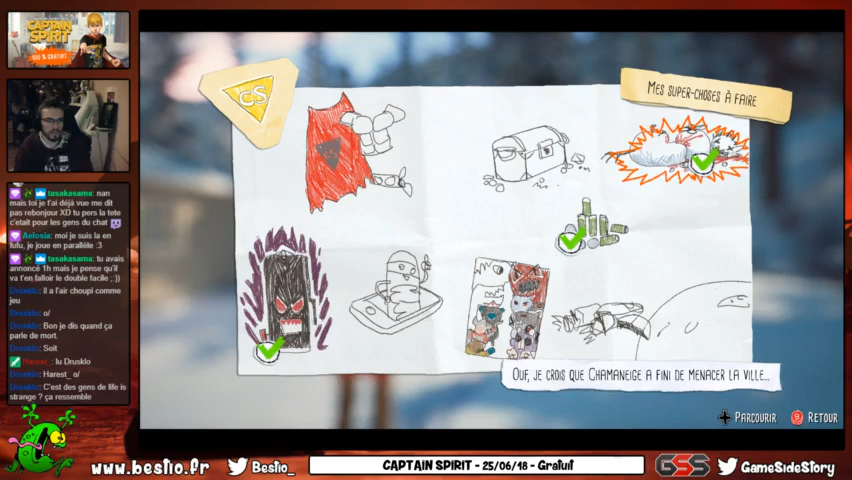 CAPTAIN
SPIRIT
100 % GRATUIT
CS
MES SUPER-CHOSES À FAIRE
tasakasama: nan
mais toi je t'ai déjà vue me dit
pas rebonjour XD tu pers la tete
c'etait pour les gens du chat
Aelosia: moi je suis la en
fufu, je joue en parallèle :3
tasakasama: tu avais
annoncé 1h mais je pense qu'il
va t'en falloir le double facile ; ;))
Drusklo: il a l'air choupi comme
jeu
Drusklo: o/
Drusklo: Bon je dis quand ça
parle de mort.
Drusklo: Soit
Harest_: lu Drusklo
Drusklo: Harest_ o/
Drusklo: C'est des gens de life is
strange ? ça ressemble
OUF, JE CROIS QUE CHAMANEIGE A FINI DE MENACER LA VILLE...
PARCOURIR
B RETOUR
www.bestio.fr
Bestio_
CAPTAIN SPIRIT - 25/06/18 - Gratuit
GSS
GameSideStory